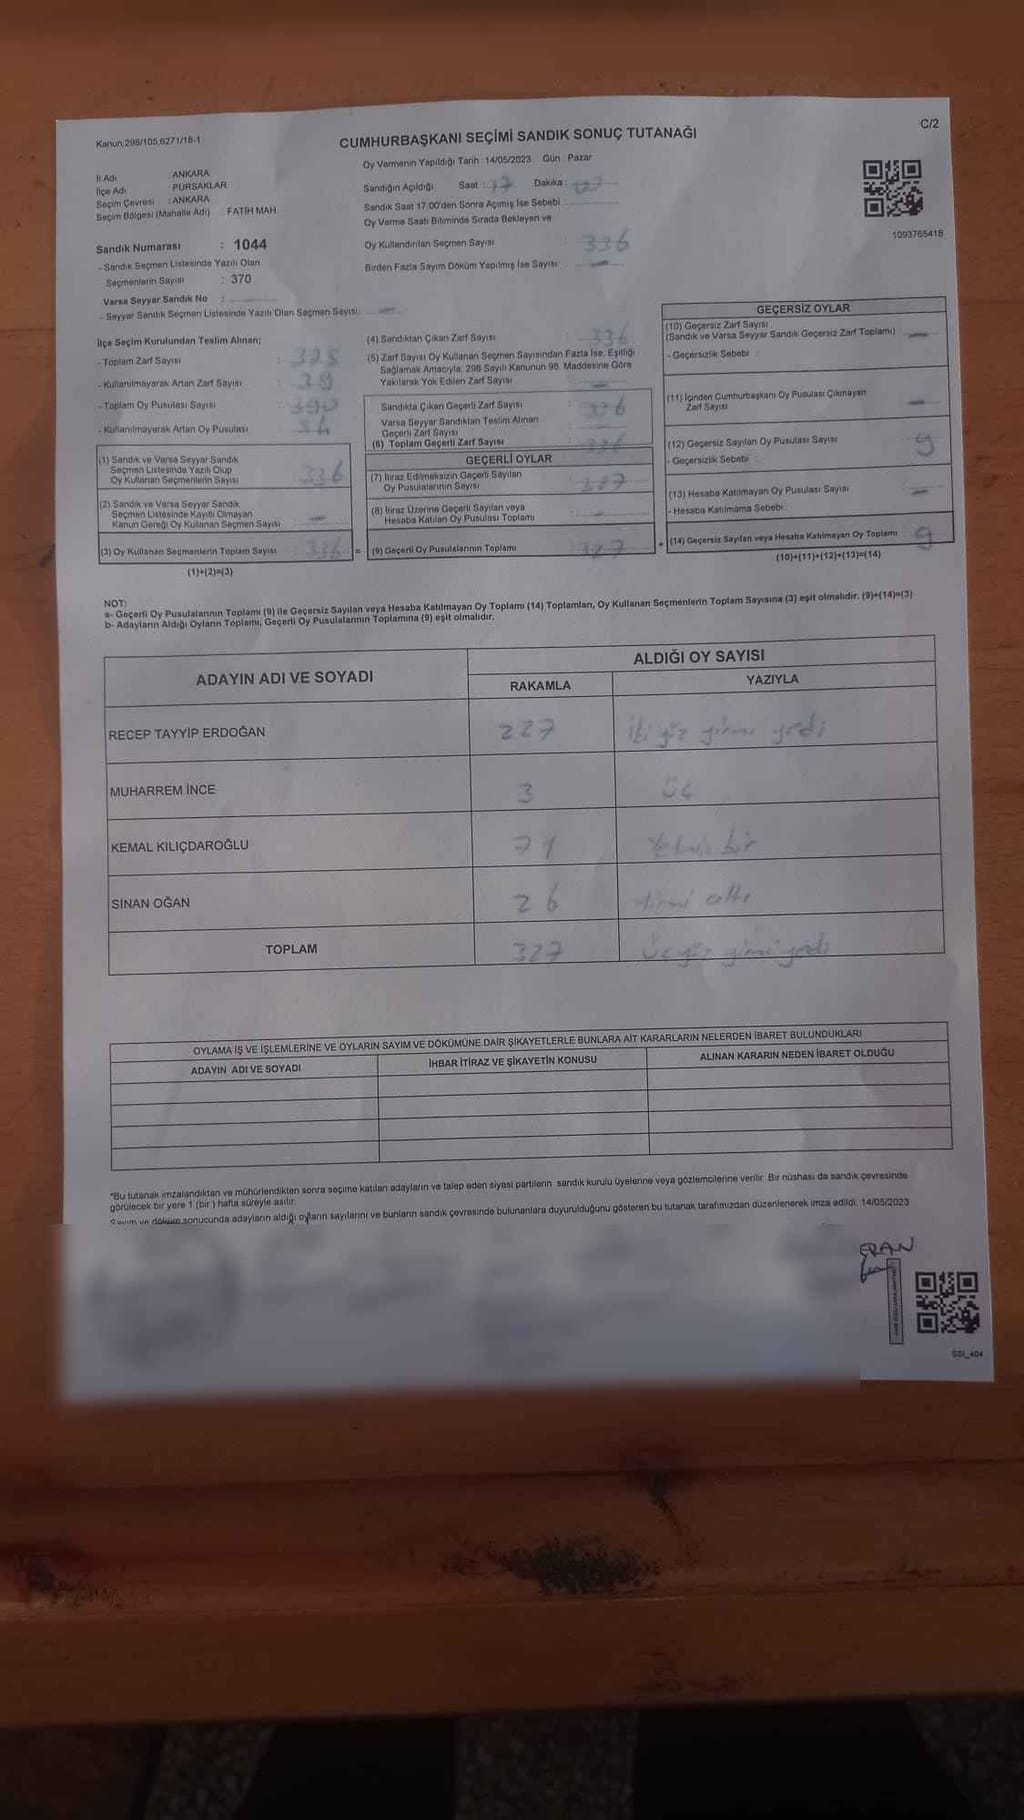 Kanun,298/105,6271/18-1
CUMHURBAŞKANI SEÇİMİ SANDIK SONUÇ TUTANAĞI
C/2
Oy Vermenin Yapıldığı Tarih 14/05/2023 Gün : Pazar
İl Adı : ANKARA
İlçe Adı : PURSAKLAR
Seçim Çevresi : ANKARA
Seçim Bölgesi (Mahalle Adı) FATİH MAH
Sandığın Açıldığı Saat : 17 Dakika :
Sandık Saat 17.00'den Sonra Açımış İse Sebebi
Oy Verme Saati Bitiminde Sırada Bekleyen ve
Oy Kullandırılan Seçmen Sayısı : 336
Birden Fazla Sayım Döküm Yapılmış İse Sayısı : —
1093765418
Sandık Numarası : 1044
- Sandık Seçmen Listesinde Yazılı Olan
Seçmenlerin Sayısı : 370
Varsa Seyyar Sandık No :
- Seyyar Sandık Seçmen Listesinde Yazılı Olan Seçmen Sayısı: —
İlçe Seçim Kurulundan Teslim Alınan;
- Toplam Zarf Sayısı :
- Kullanılmayarak Artan Zarf Sayısı : 39
- Toplam Oy Pusulası Sayısı : 390
- Kullanılmayarak Artan Oy Pusulası : 54
(1) Sandık ve Varsa Seyyar Sandık
Seçmen Listesinde Yazılı Olup
Oy Kullanan Seçmenlerin Sayısı : 336
(2) Sandık ve Varsa Seyyar Sandık
Seçmen Listesinde Kayıtlı Olmayan
Kanun Gereği Oy Kullanan Seçmen Sayısı : —
(3) Oy Kullanan Seçmenlerin Toplam Sayısı : 336 =
(1)+(2)=(3)
(4) Sandıktan Çıkan Zarf Sayısı : 336
(5) Zarf Sayısı Oy Kullanan Seçmen Sayısından Fazla İse, Eşitliği
Sağlamak Amacıyla, 298 Sayılı Kanunun 98. Maddesine Göre
Yakılarak Yok Edilen Zarf Sayısı : —
Sandıkta Çıkan Geçerli Zarf Sayısı : 336
Varsa Seyyar Sandıktan Teslim Alınan
Geçerli Zarf Sayısı
(6) Toplam Geçerli Zarf Sayısı : 336
GEÇERLİ OYLAR
(7) İtiraz Edilmeksizin Geçerli Sayılan
Oy Pusulalarının Sayısı : 327
(8) İtiraz Üzerine Geçerli Sayılan veya
Hesaba Katılan Oy Pusulası Toplamı : —
(9) Geçerli Oy Pusulalarının Toplamı : 327 +
GEÇERSİZ OYLAR
(10) Geçersiz Zarf Sayısı
(Sandık ve Varsa Seyyar Sandık Geçersiz Zarf Toplamı) —
- Geçersizlik Sebebi :
(11) İçinden Cumhurbaşkanı Oy Pusulası Çıkmayan
Zarf Sayısı —
(12) Geçersiz Sayılan Oy Pusulası Sayısı 9
- Geçersizlik Sebebi :
(13) Hesaba Katılmayan Oy Pusulası Sayısı —
- Hesaba Katılmama Sebebi
(14) Geçersiz Sayılan veya Hesaba Katılmayan Oy Toplamı 9
(10)+(11)+(12)+(13)=(14)
NOT:
a- Geçerli Oy Pusulalarının Toplamı (9) İle Geçersiz Sayılan veya Hesaba Katılmayan Oy Toplamı (14) Toplamları, Oy Kullanan Seçmenlerin Toplam Sayısına (3) eşit olmalıdır. (9)+(14)=(3)
b- Adayların Aldığı Oyların Toplamı, Geçerli Oy Pusulalarının Toplamına (9) eşit olmalıdır.
ADAYIN ADI VE SOYADI
ALDIĞI OY SAYISI
RAKAMLA YAZIYLA
RECEP TAYYİP ERDOĞAN 227 iki yüz yirmi yedi
MUHARREM İNCE 3 üç
KEMAL KILIÇDAROĞLU 71 Yetmiş bir
SİNAN OĞAN 26 Yirmi altı
TOPLAM 327 Üç yüz yirmi yedi
OYLAMA İŞ VE İŞLEMLERİNE VE OYLARIN SAYIM VE DÖKÜMÜNE DAİR ŞİKAYETLERLE BUNLARA AİT KARARLARIN NELERDEN İBARET BULUNDUKLARI
ADAYIN ADI VE SOYADI İHBAR İTİRAZ VE ŞİKAYETİN KONUSU ALINAN KARARIN NEDEN İBARET OLDUĞU
*Bu tutanak imzalandıktan ve mühürlendikten sonra seçime katılan adayların ve talep eden siyasi partilerin sandık kurulu üyelerine veya gözlemcilerine verilir. Bir nüshası da sandık çevresinde
görülecek bir yere 1 (bir ) hafta süreyle asılır.
Sayım ve döküm sonucunda adayların aldığı oyların sayılarını ve bunların sandık çevresinde bulunanlara duyurulduğunu gösteren bu tutanak tarafımızdan düzenlenerek imza edildi. 14/05/2023
SSI_404